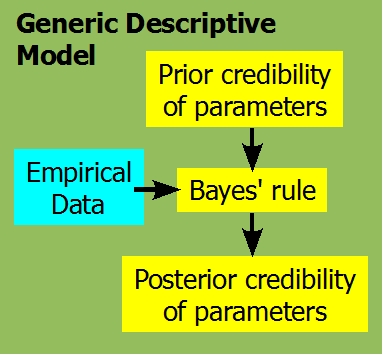 Generic Descriptive
Model
Prior credibility
of parameters
Empirical
Data
Bayes' rule
Posterior credibility
of parameters